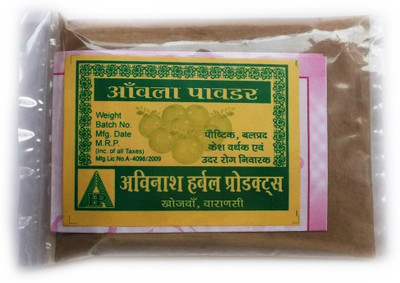 आँवला पावडर
Weight
Batch No.
Mfg. Date
M.R.P.
(Inc. of all Taxes)
Mfg Lic No.A-4098/2009
पौष्टिक, बलप्रद
केश वर्धक एवं
उदर रोग निवारक
अविनाश हर्बल प्रोडक्ट्स
खोजवाँ, वाराणसी